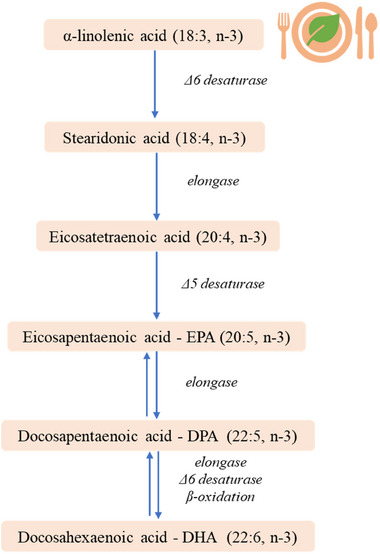 α-linolenic acid (18:3, n-3)
Δ6 desaturase
Stearidonic acid (18:4, n-3)
elongase
Eicosatetraenoic acid (20:4, n-3)
Δ5 desaturase
Eicosapentaenoic acid - EPA (20:5, n-3)
elongase
Docosapentaenoic acid - DPA (22:5, n-3)
elongase
Δ6 desaturase
β-oxidation
Docosahexaenoic acid - DHA (22:6, n-3)